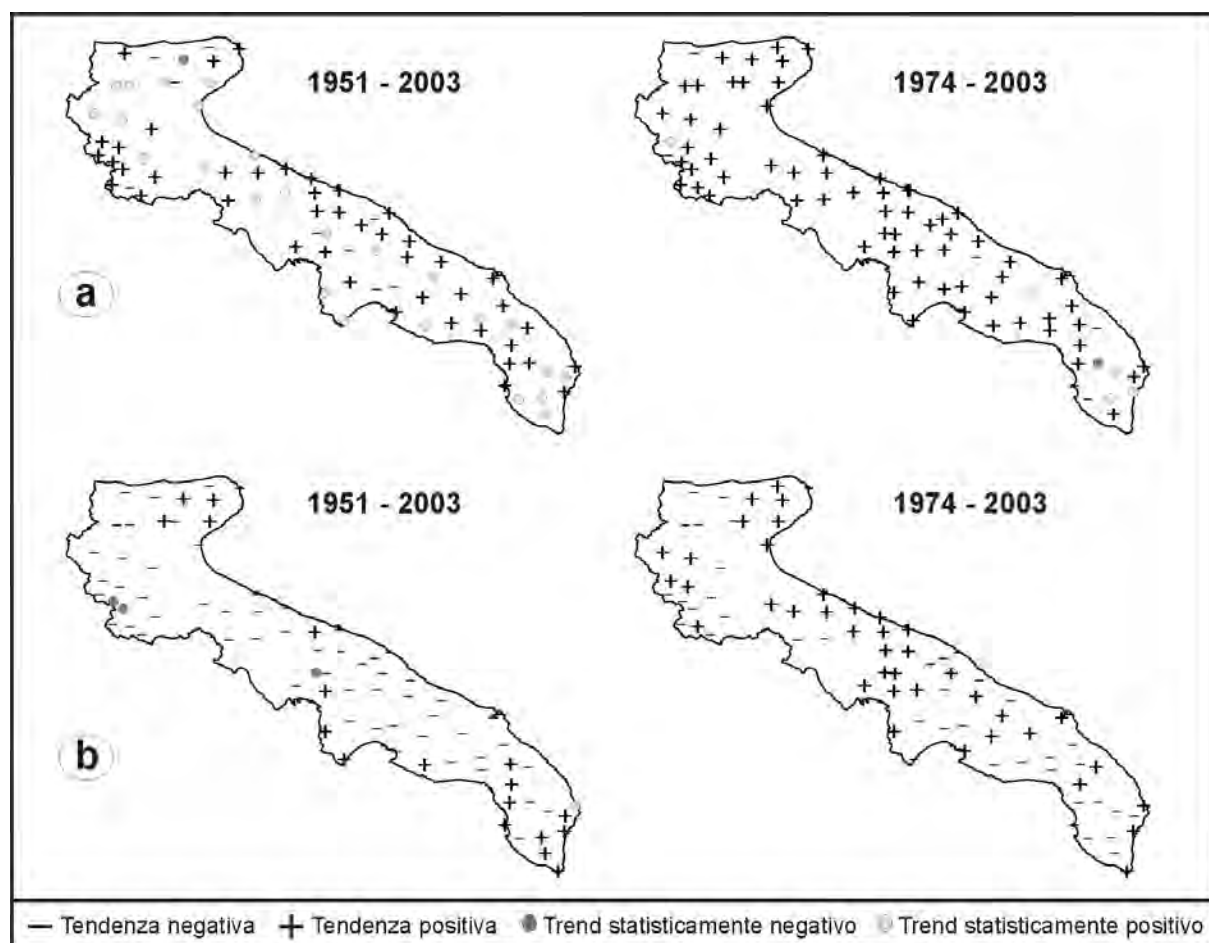 1951 - 2003
1974 - 2003
a
1951 - 2003
1974 - 2003
b
Tendenza negativa
Tendenza positiva
Trend statisticamente negativo
Trend statisticamente positivo